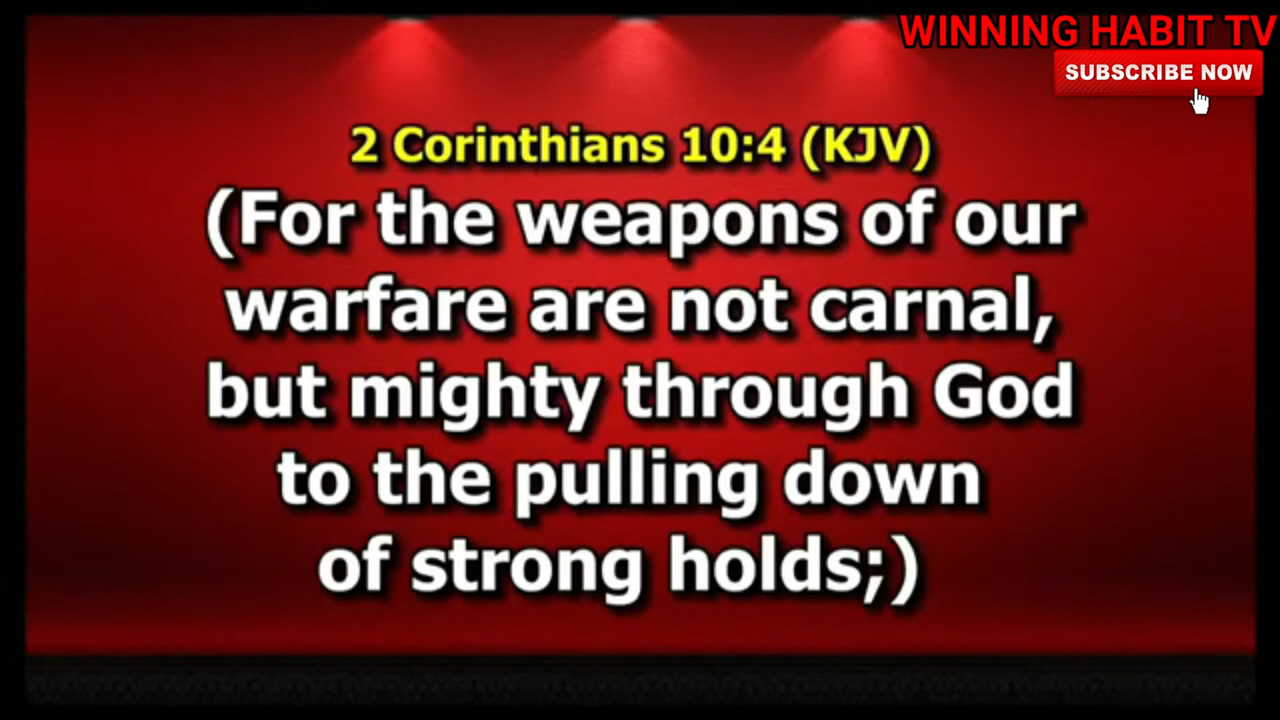 WINNING HABIT TV
SUBSCRIBE NOW
2 Corinthians 10:4 (KJV)
(For the weapons of our
warfare are not carnal,
but mighty through God
to the pulling down
of strong holds;)